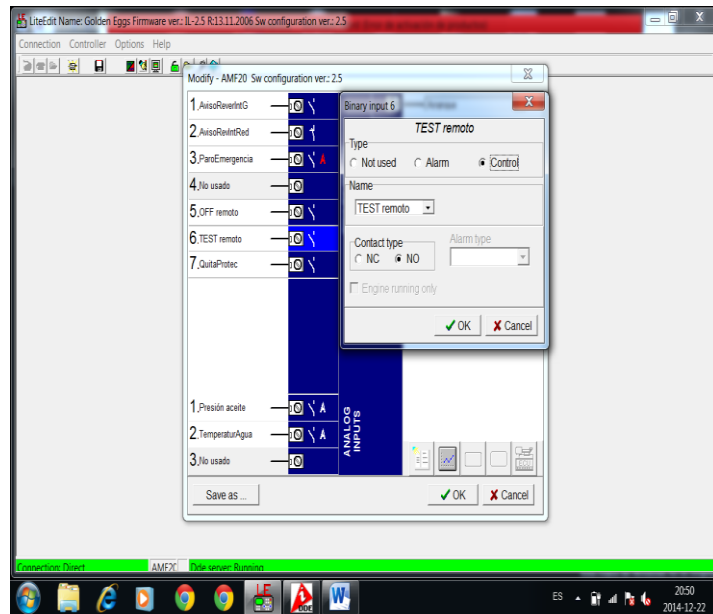 LiteEdit Name: Golden Eggs Firmware ver.: IL-2.5 R:13.11.2006 Sw configuration ver.: 2.5
Connection Controller Options Help
Modify - AMF20 Sw configuration ver.: 2.5
1.AvisoReverIntG
2.AvisoRevIntRed
3.ParoEmergencia
A
4.No usado
5.OFF remoto
6.TEST remoto
7.QuitaProtec
Binary input 6
TEST remoto
Type
Not used Alarm Control
Name
TEST remoto
Contact type
NC NO
Alarm type
Engine running only
OK Cancel
1.Presión aceite
A
2.TemperaturAgua
A
3.No usado
ANALOG
INPUTS
Save as ...
OK Cancel
Connection: Direct AMF2C Dde server: Running
DDE
W
ES
20:50
2014-12-22